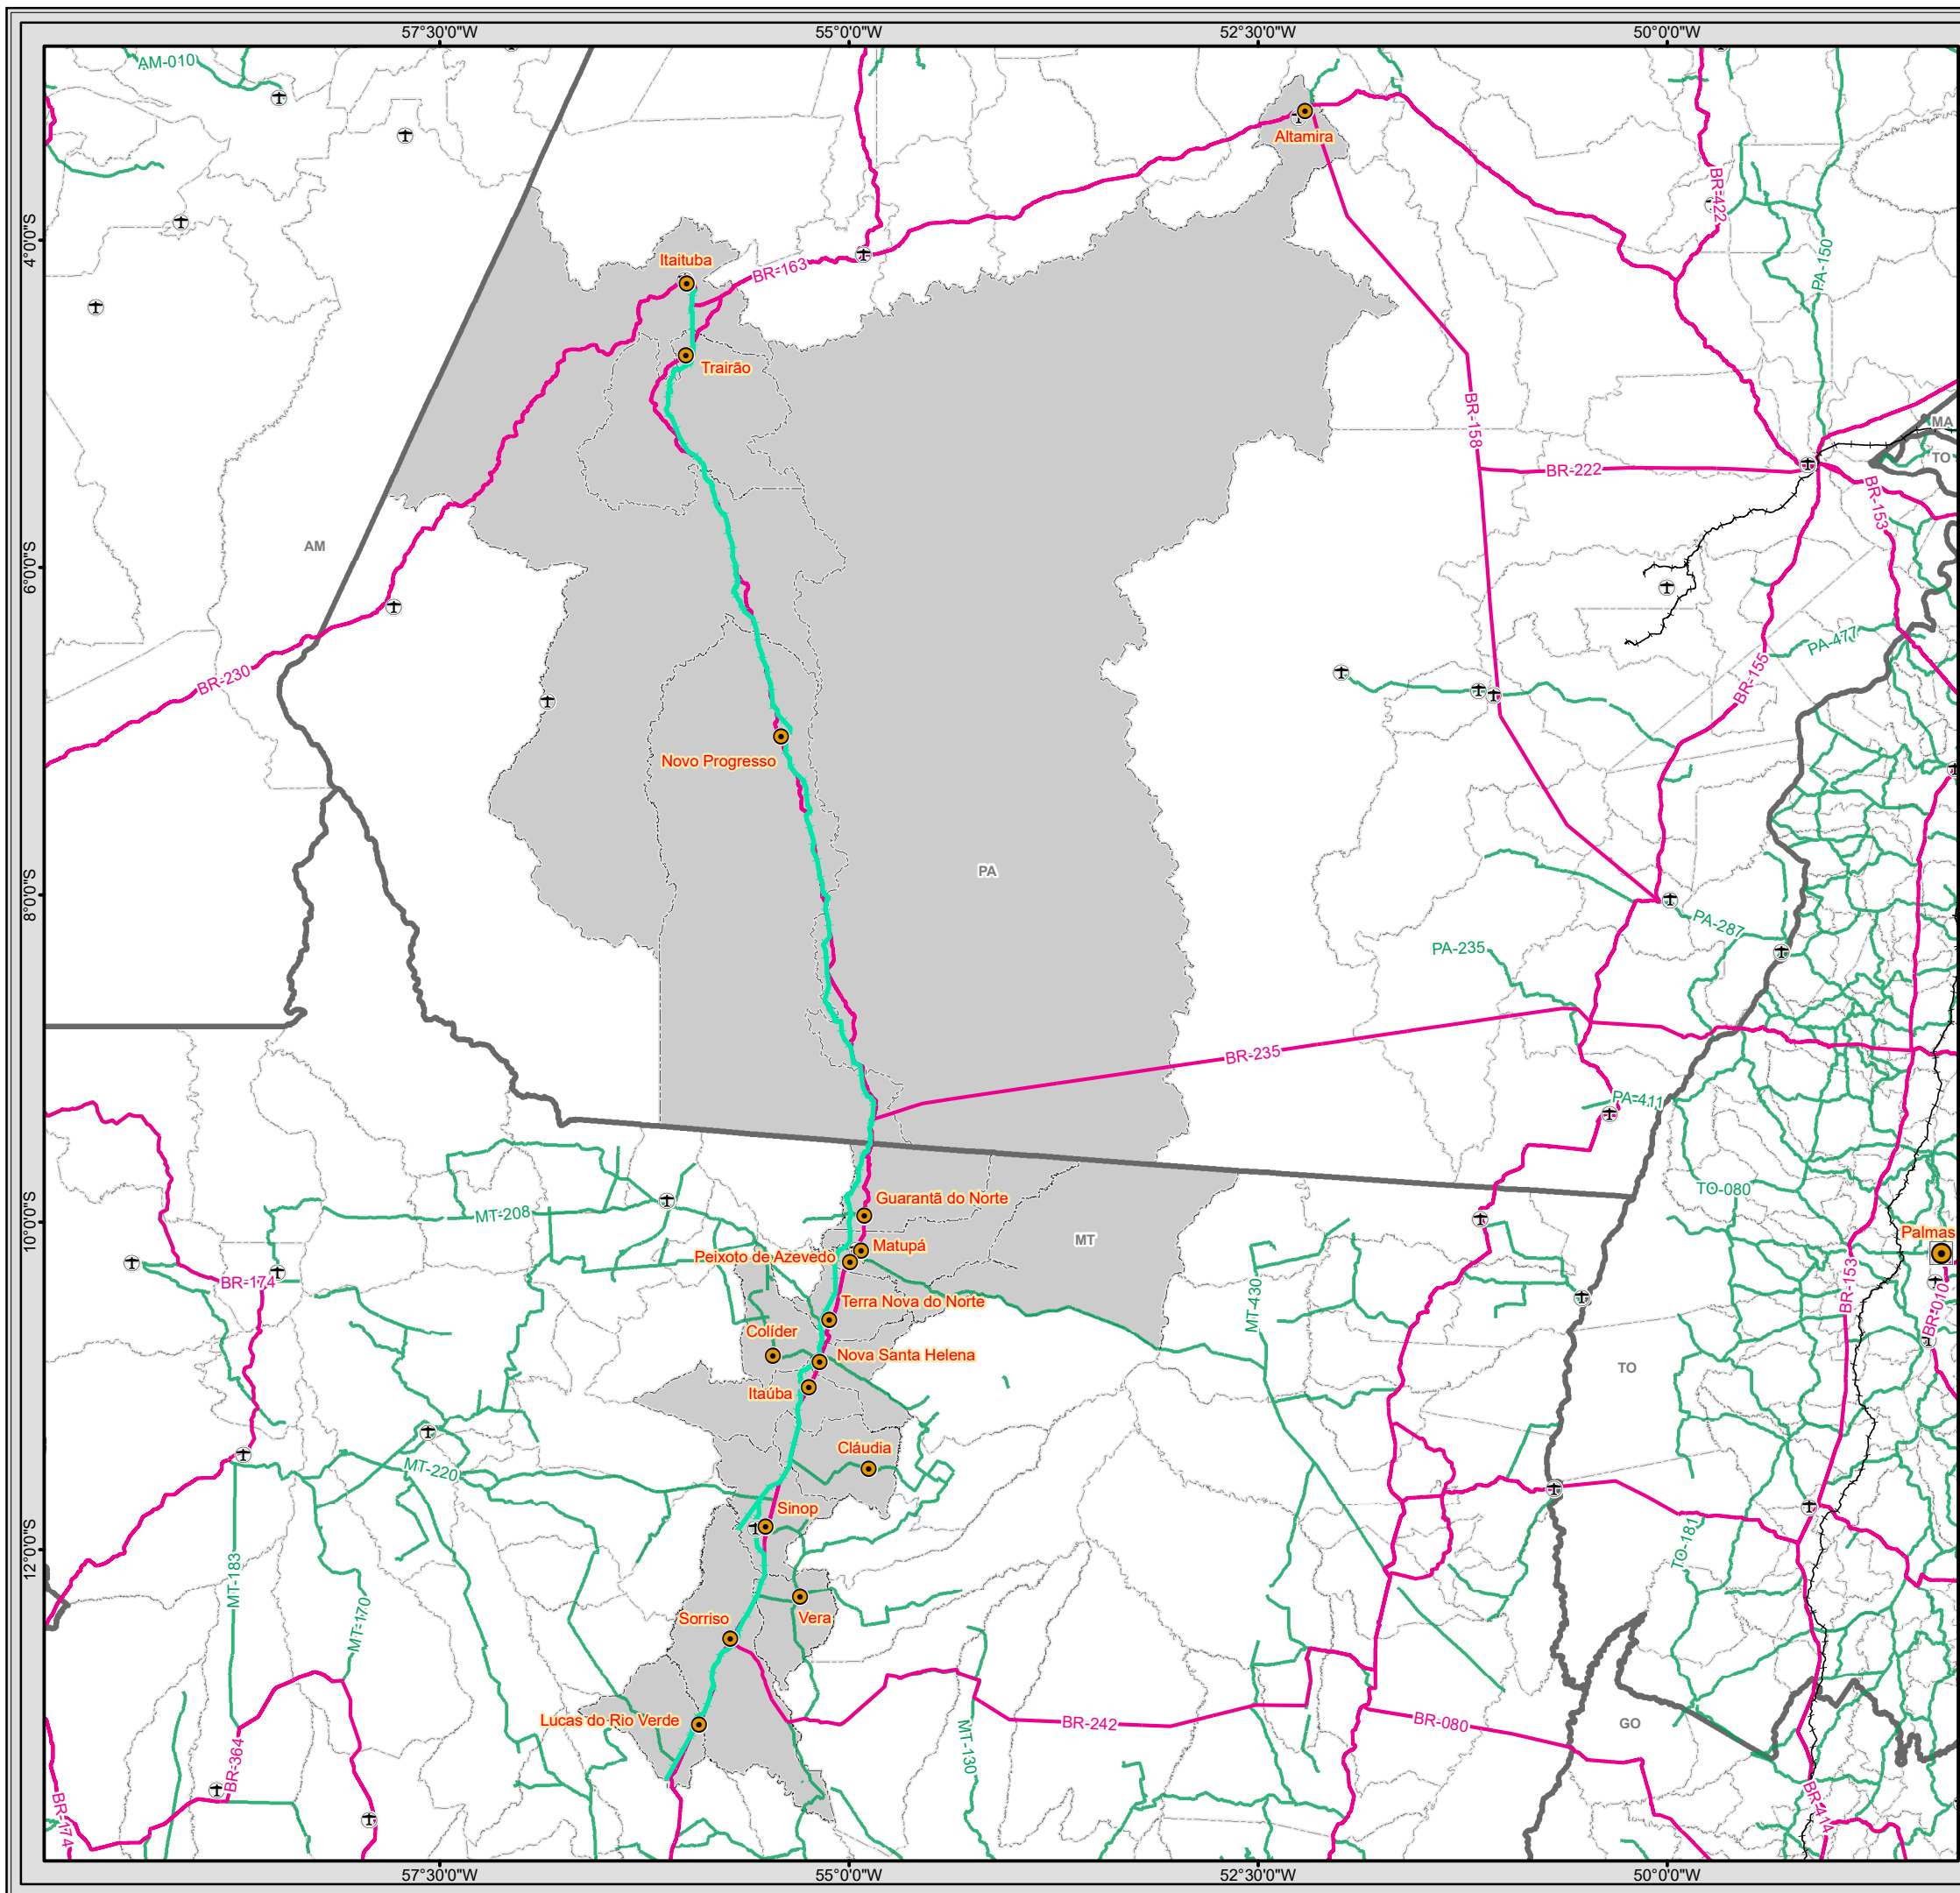 57°30'0"W
55°0'0"W
52°30'0"W
50°0'0"W
AM-010
Altamira
BR-422
4°0'0"S
Itaituba
BR-163
PA-150
Trairão
BR-158
MA
TO
BR-222
BR-153
AM
6°0'0"S
PA-477
BR-230
BR-155
Novo Progresso
PA
8°0'0"S
PA-287
PA-235
BR-235
PA-411
TO-080
Guarantã do Norte
MT-208
10°0'0"S
Palmas
Matupá
MT
Peixoto de Azevedo
BR-174
Terra Nova do Norte
MT-430
BR-153
BR-010
Colíder
Nova Santa Helena
TO
Itaúba
Cláudia
MT-220
Sinop
12°0'0"S
TO-181
MT-183
MT-170
Sorriso
Vera
Lucas do Rio Verde
BR-242
BR-080
GO
MT-130
BR-364
BR-174
BR-414
57°30'0"W
55°0'0"W
52°30'0"W
50°0'0"W